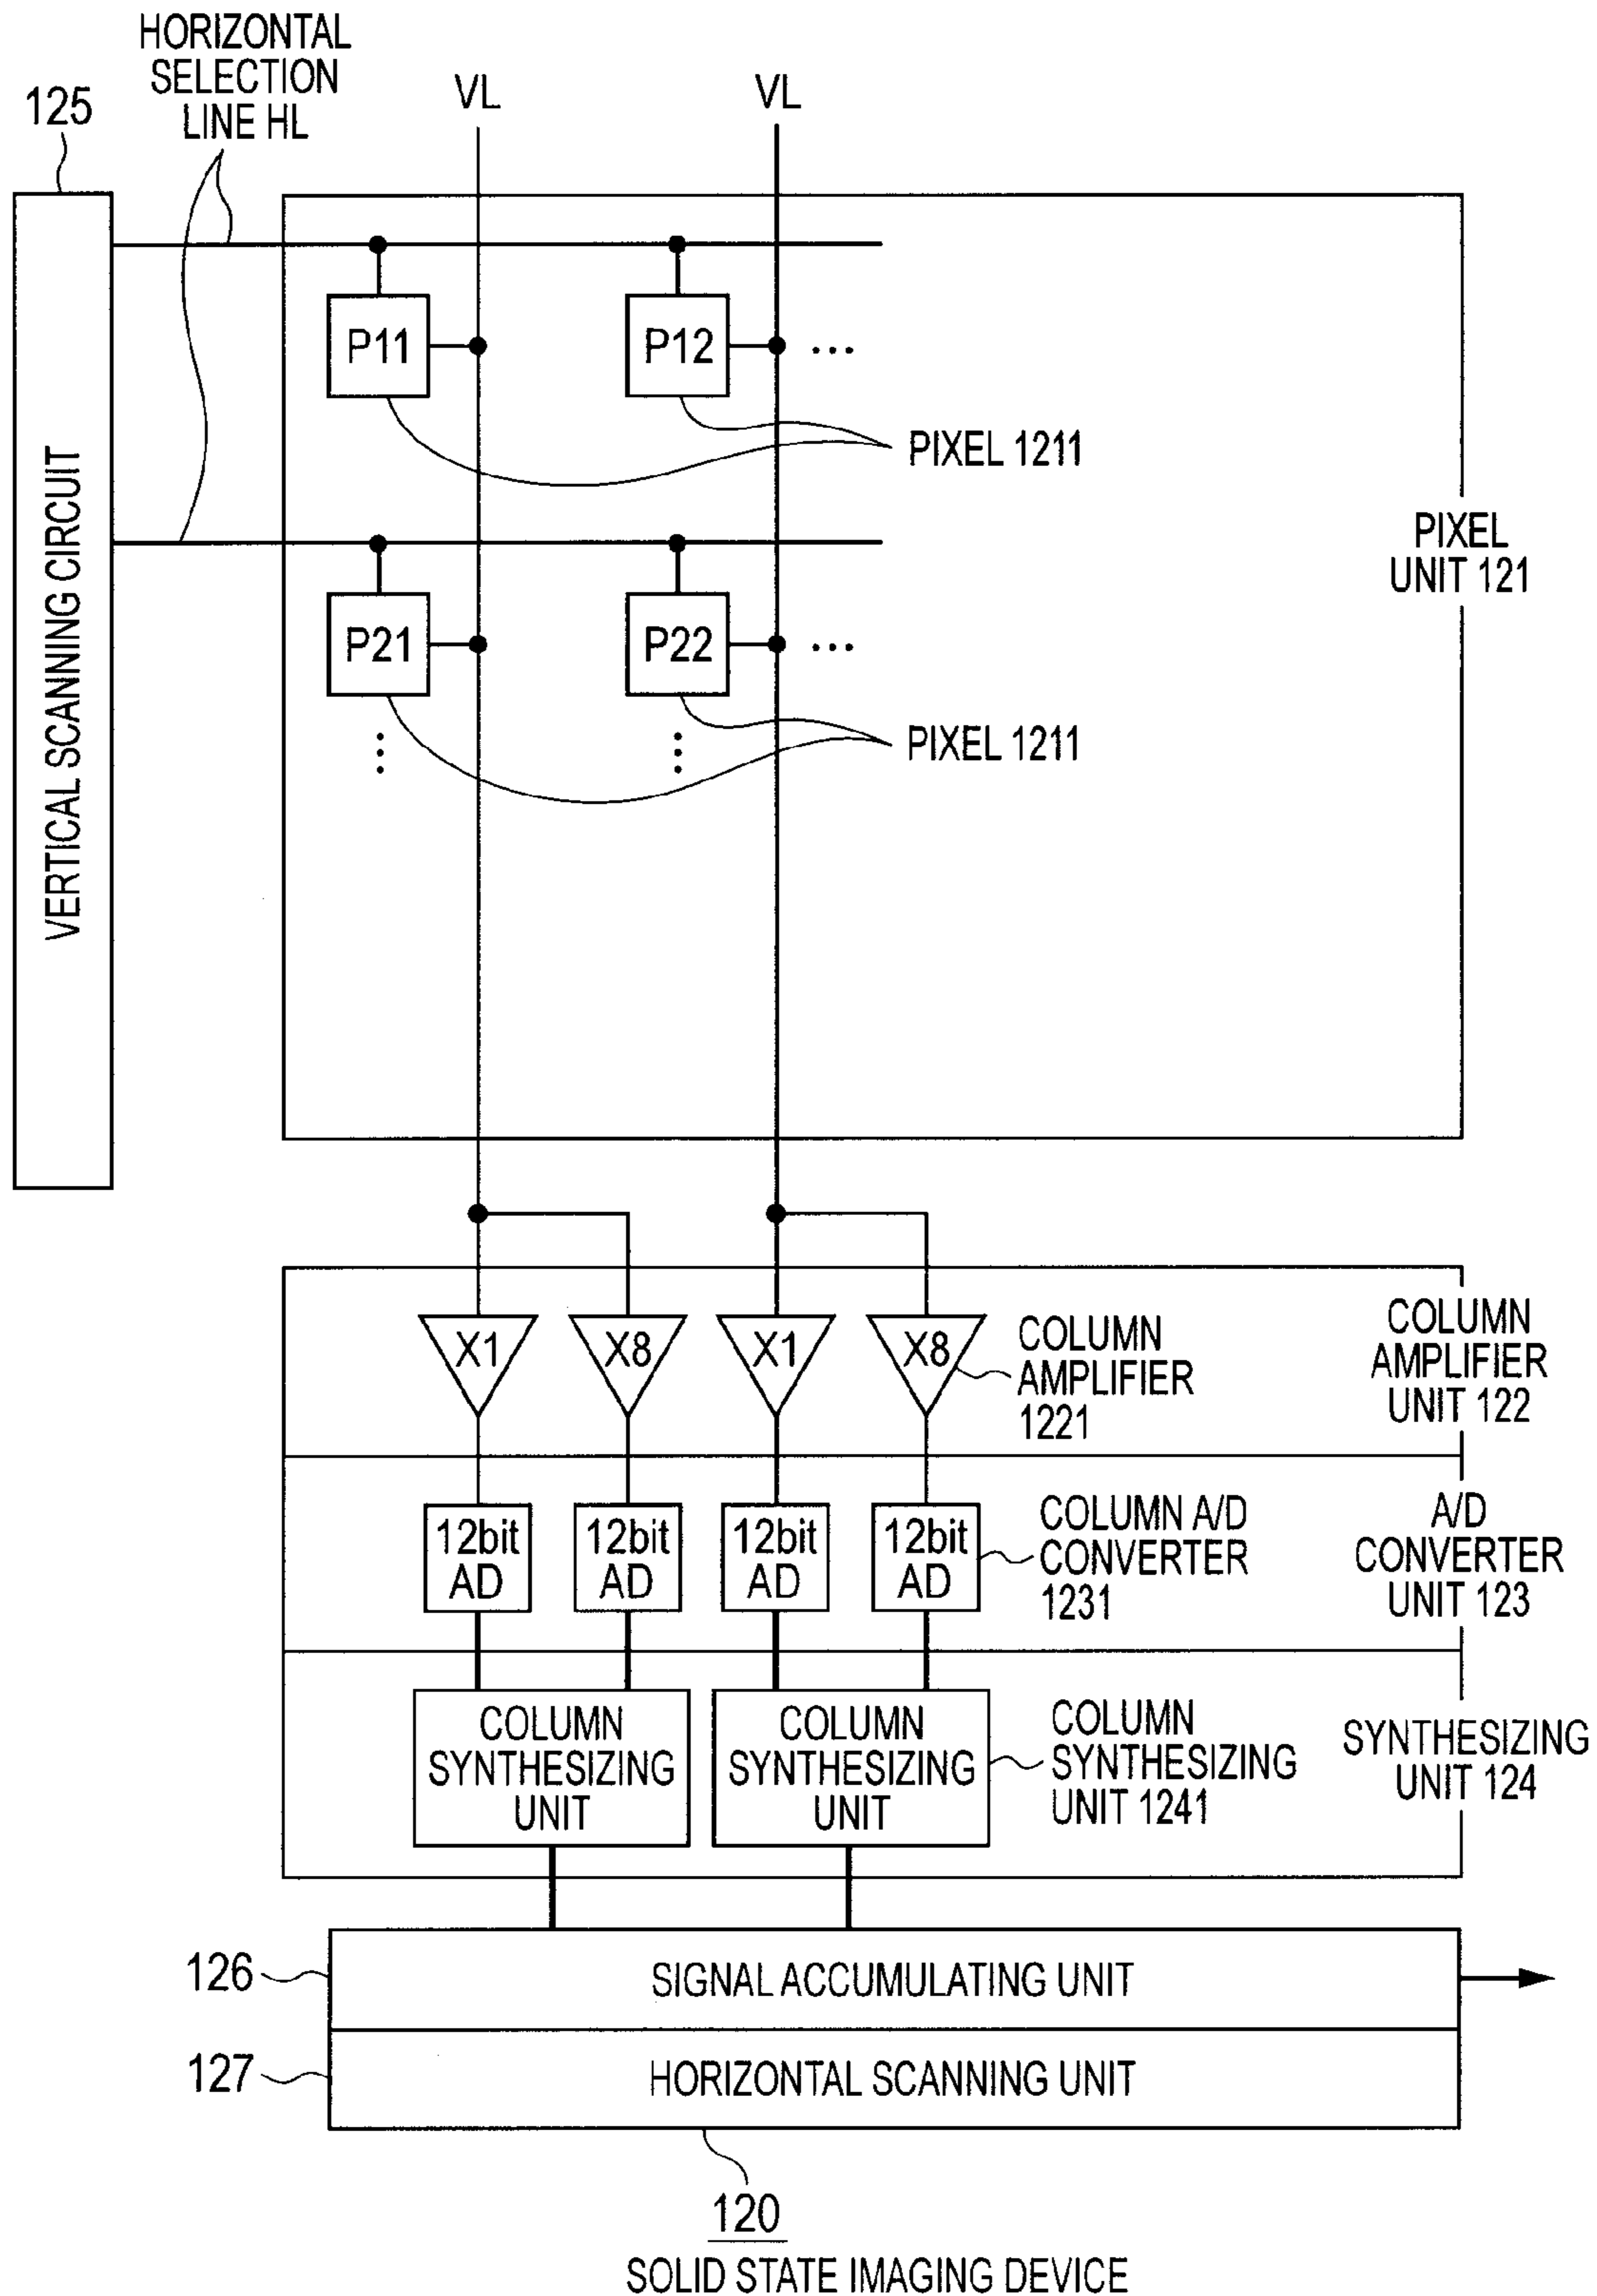 HORIZONTAL
SELECTION
LINE HL
125
VL
VL
VERTICAL SCANNING CIRCUIT
P11
P12
...
PIXEL 1211
PIXEL
UNIT 121
P21
P22
...
PIXEL 1211
X1
X8
X1
X8
COLUMN
AMPLIFIER
1221
COLUMN
AMPLIFIER
UNIT 122
12bit
AD
12bit
AD
12bit
AD
12bit
AD
COLUMN A/D
CONVERTER
1231
A/D
CONVERTER
UNIT 123
COLUMN
SYNTHESIZING
UNIT
COLUMN
SYNTHESIZING
UNIT
COLUMN
SYNTHESIZING
UNIT 1241
SYNTHESIZING
UNIT 124
126
SIGNAL ACCUMULATING UNIT
127
HORIZONTAL SCANNING UNIT
120
SOLID STATE IMAGING DEVICE